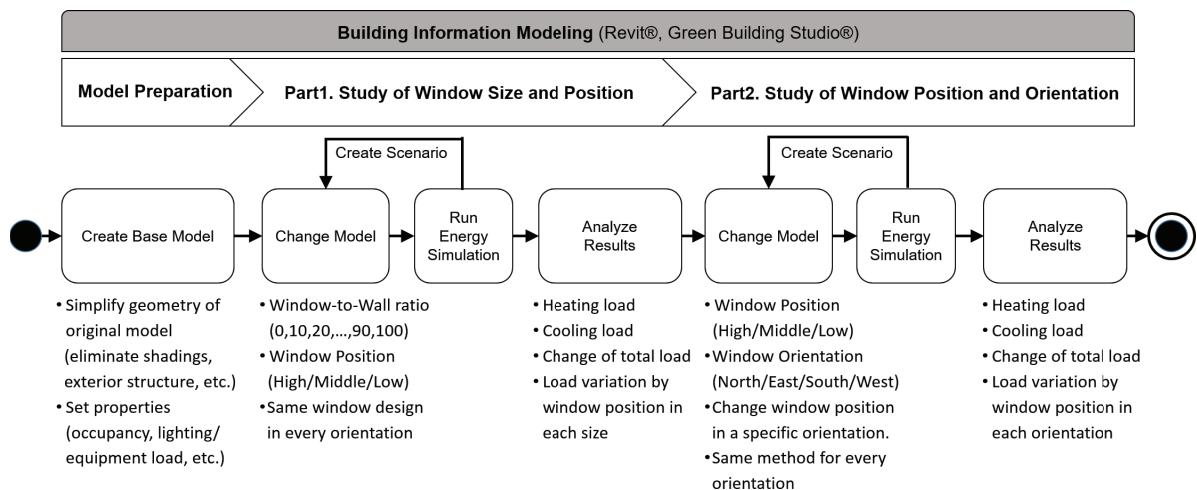 Building Information Modeling (Revit®, Green Building Studio®)
Model Preparation
Part1. Study of Window Size and Position
Part2. Study of Window Position and Orientation
Create Scenario
Create Scenario
Create Base Model
Change Model
Run
Energy
Simulation
Analyze
Results
Change Model
Run
Energy
Simulation
Analyze
Results
• Simplify geometry of
original model
(eliminate shadings,
exterior structure, etc.)
• Set properties
(occupancy, lighting/
equipment load, etc.)
• Window-to-Wall ratio
(0,10,20,...,90,100)
• Window Position
(High/Middle/Low)
•Same window design
in every orientation
• Heating load
• Cooling load
• Change of total load
• Load variation by
window position in
each size
• Window Position
(High/Middle/Low)
•Window Orientation
(North/East/South/West)
•Change window position
in a specific orientation.
•Same method for every
orientation
• Heating load
• Cooling load
• Change of total load
• Load variation by
window position in
each orientation